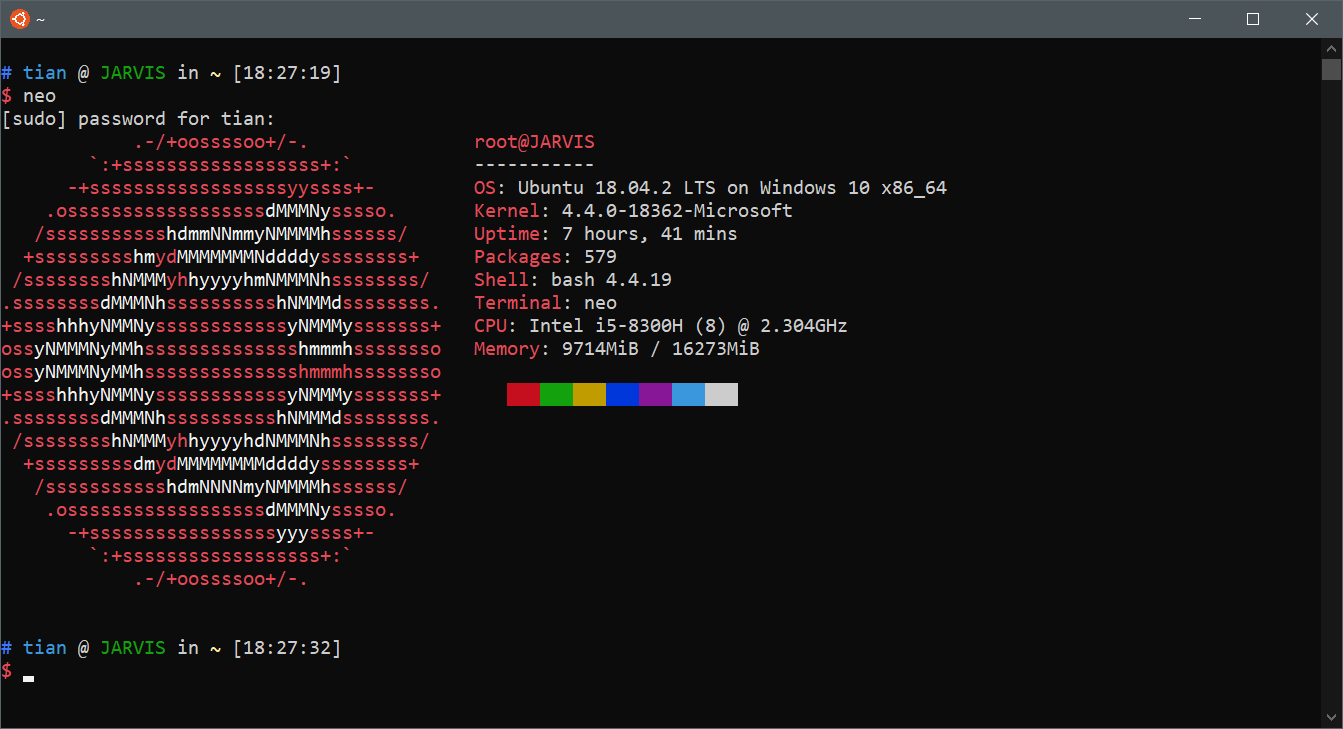 ~
# tian @ JARVIS in ~ [18:27:19]
$ neo
[sudo] password for tian:
            .-/+oossssoo+/-.               root@JARVIS
        `:+ssssssssssssssssss+:`           -----------
      -+ssssssssssssssssssyyssss+-         OS: Ubuntu 18.04.2 LTS on Windows 10 x86_64
    .ossssssssssssssssssdMMMNysssso.       Kernel: 4.4.0-18362-Microsoft
   /ssssssssssshdmmNNmmyNMMMMhssssss/      Uptime: 7 hours, 41 mins
  +ssssssssshmydMMMMMMMNddddyssssssss+     Packages: 579
 /sssssssshNMMMyhhyyyyhmNMMMNhssssssss/    Shell: bash 4.4.19
.ssssssssdMMMNhsssssssssshNMMMdssssssss.   Terminal: neo
+sssshhhyNMMNyssssssssssssyNMMMysssssss+   CPU: Intel i5-8300H (8) @ 2.304GHz
ossyNMMMNyMMhsssssssssssssshmmmhssssssso   Memory: 9714MiB / 16273MiB
ossyNMMMNyMMhsssssssssssssshmmmhssssssso
+sssshhhyNMMNyssssssssssssyNMMMysssssss+
.ssssssssdMMMNhsssssssssshNMMMdssssssss.
 /sssssssshNMMMyhhyyyyhdNMMMNhssssssss/
  +sssssssssdmydMMMMMMMMddddyssssssss+
   /ssssssssssshdmNNNNmyNMMMMhssssss/
    .ossssssssssssssssssdMMMNysssso.
      -+sssssssssssssssssyyyssss+-
        `:+ssssssssssssssssss+:`
            .-/+oossssoo+/-.
# tian @ JARVIS in ~ [18:27:32]
$